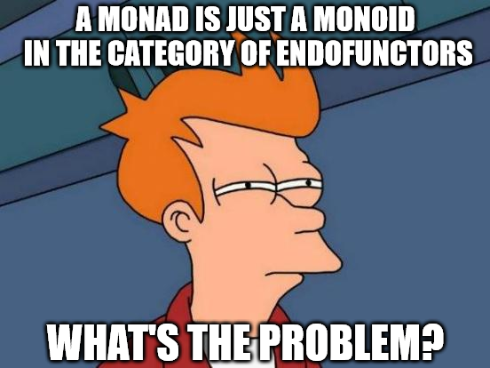 A MONAD IS JUST A MONOID
IN THE CATEGORY OF ENDOFUNCTORS
WHAT'S THE PROBLEM?